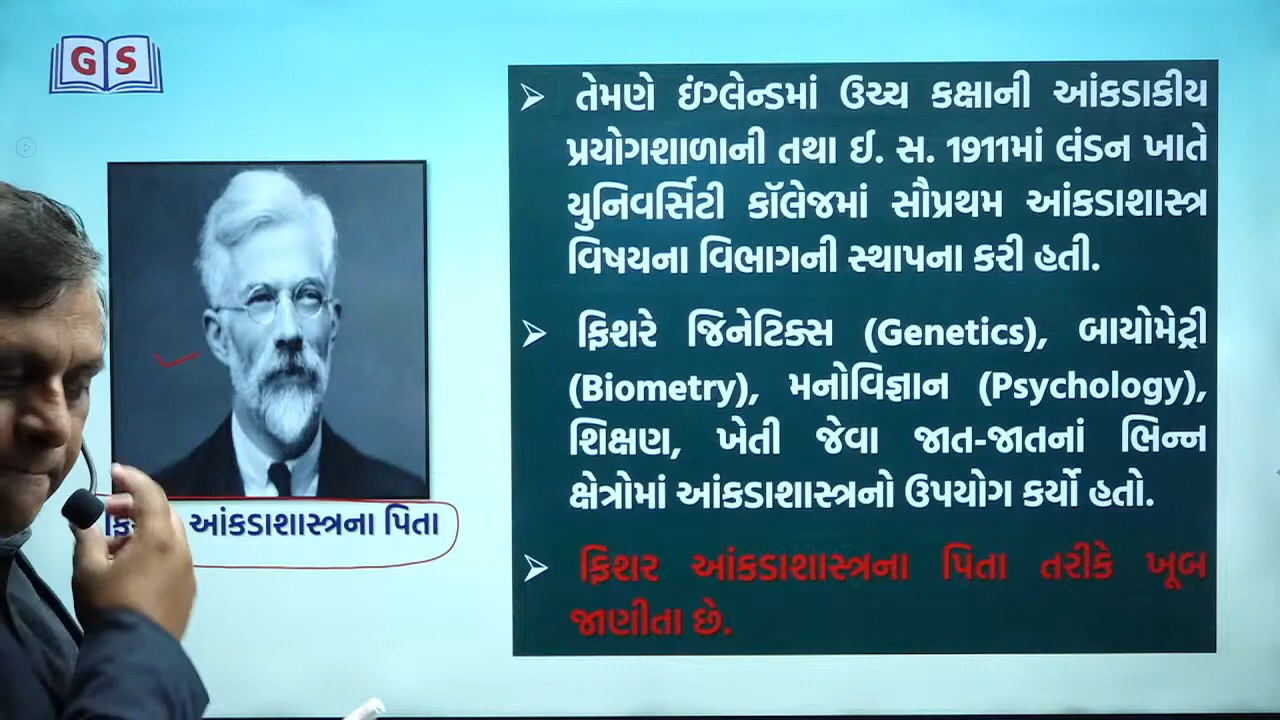 G S
તેમણે ઇંગ્લેન્ડમાં ઉચ્ચ કક્ષાની આંકડાકીય
પ્રયોગશાળાની તથા ઈ. સ. 1911માં લંડન ખાતે
યુનિવર્સિટી કૉલેજમાં સૌપ્રથમ આંકડાશાસ્ત્ર
વિષયના વિભાગની સ્થાપના કરી હતી.
ફિશરે જિનેટિક્સ (Genetics), બાયોમેટ્રી
(Biometry), મનોવિજ્ઞાન (Psychology),
શિક્ષણ, ખેતી જેવા જાત-જાતનાં ભિન્ન
ક્ષેત્રોમાં આંકડાશાસ્ત્રનો ઉપયોગ કર્યો હતો.
ફિશર આંકડાશાસ્ત્રના પિતા તરીકે ખૂબ
જાણીતા છે.
આંકડાશાસ્ત્રના પિતા